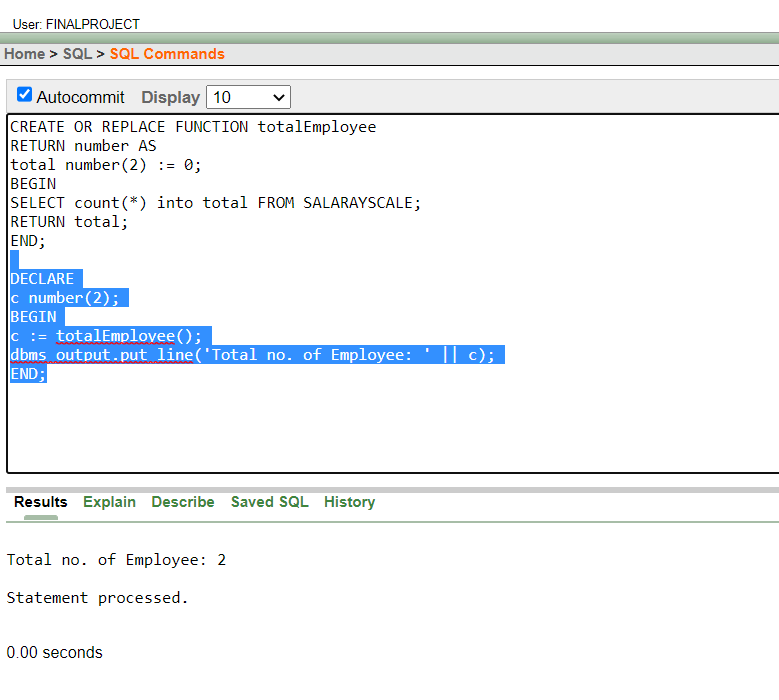 User: FINALPROJECT
Home > SQL > SQL Commands
Autocommit Display 10
CREATE OR REPLACE FUNCTION totalEmployee
RETURN number AS
total number(2) := 0;
BEGIN
SELECT count(*) into total FROM SALARAYSCALE;
RETURN total;
END;
DECLARE
c number(2);
BEGIN
c := totalEmployee();
dbms_output.put_line('Total no. of Employee: ' || c);
END;
Results Explain Describe Saved SQL History
Total no. of Employee: 2
Statement processed.
0.00 seconds